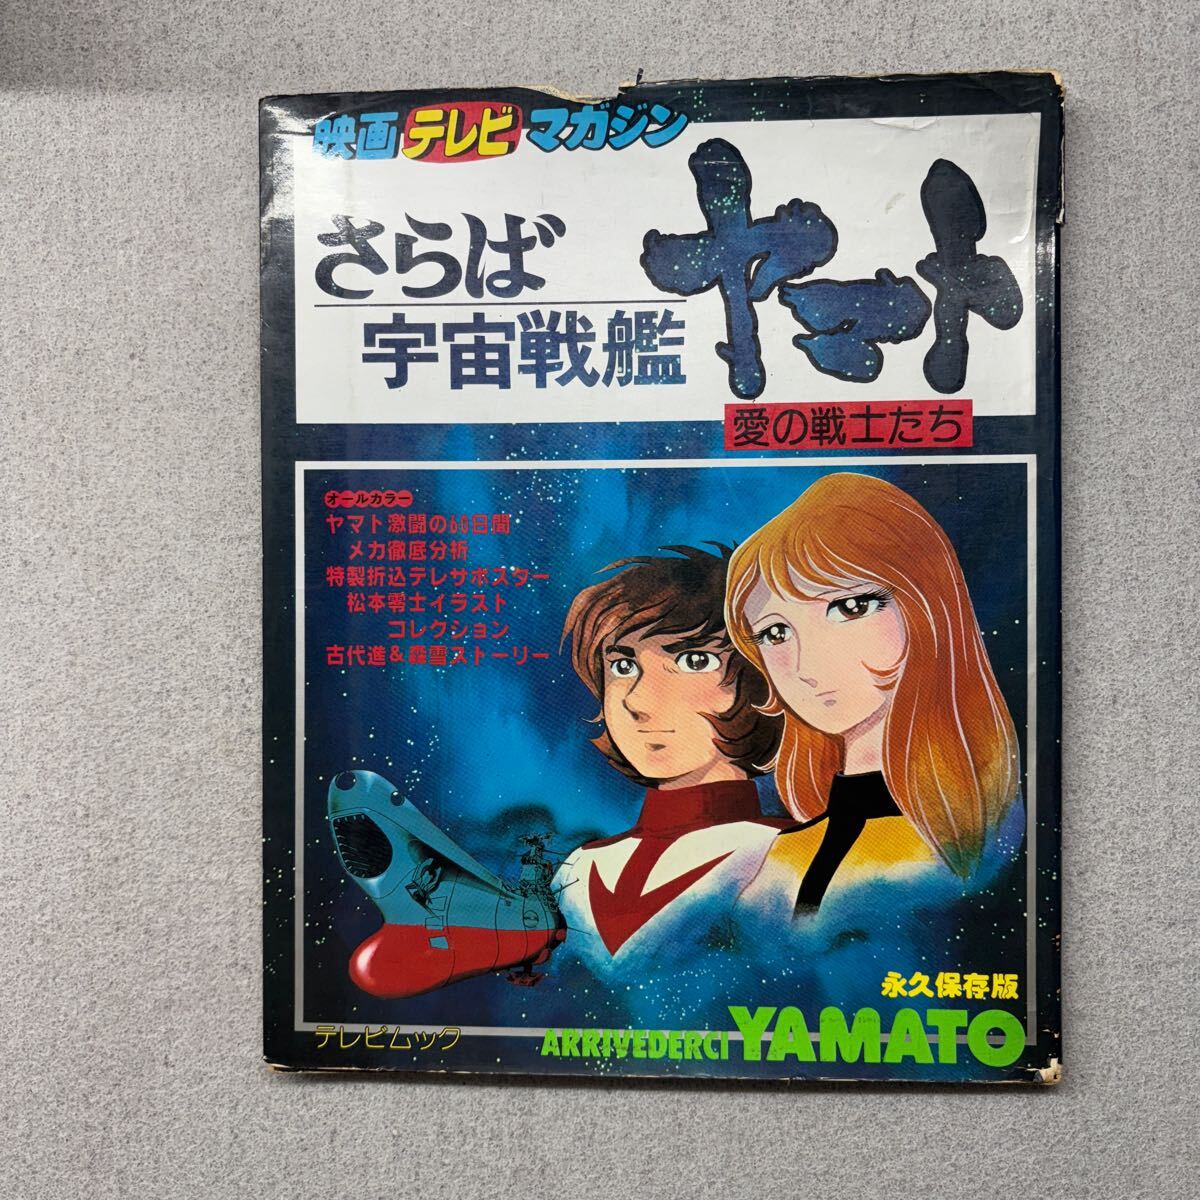 映画テレビマガジン
さらば
宇宙戦艦
ヤマト
愛の戦士たち
オールカラー
ヤマト激闘の60日間
メカ徹底分析
特製折込テレサポスター
松本零士イラスト
コレクション
古代進&森雪ストーリー
永久保存版
テレビムック
ARRIVEDERCI YAMATO